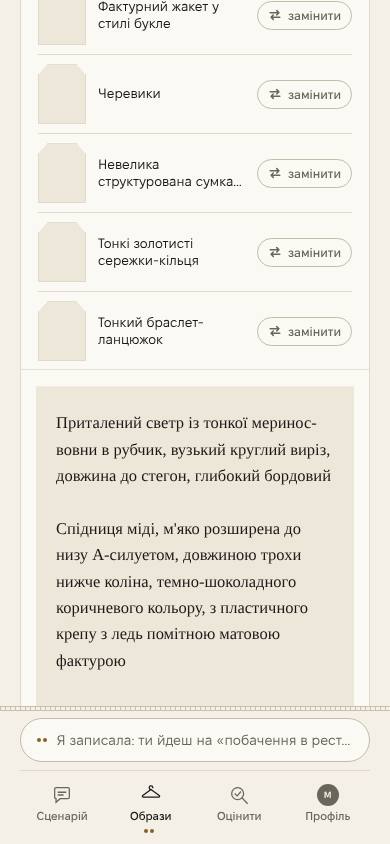 Фактурний жакет у
стилі букле
замінити
Черевики
замінити
Невелика
структурована сумка...
замінити
Тонкі золотисті
сережки-кільця
замінити
Тонкий браслет-
ланцюжок
замінити
Приталений светр із тонкої меринос-
вовни в рубчик, вузький круглий виріз,
довжина до стегон, глибокий бордовий
Спідниця міді, м'яко розширена до
низу А-силуетом, довжиною трохи
нижче коліна, темно-шоколадного
коричневого кольору, з пластичного
крепу з ледь помітною матовою
фактурою
Я записала: ти йдеш на «побачення в рест...
Сценарій
Образи
Оцінити
М
Профіль